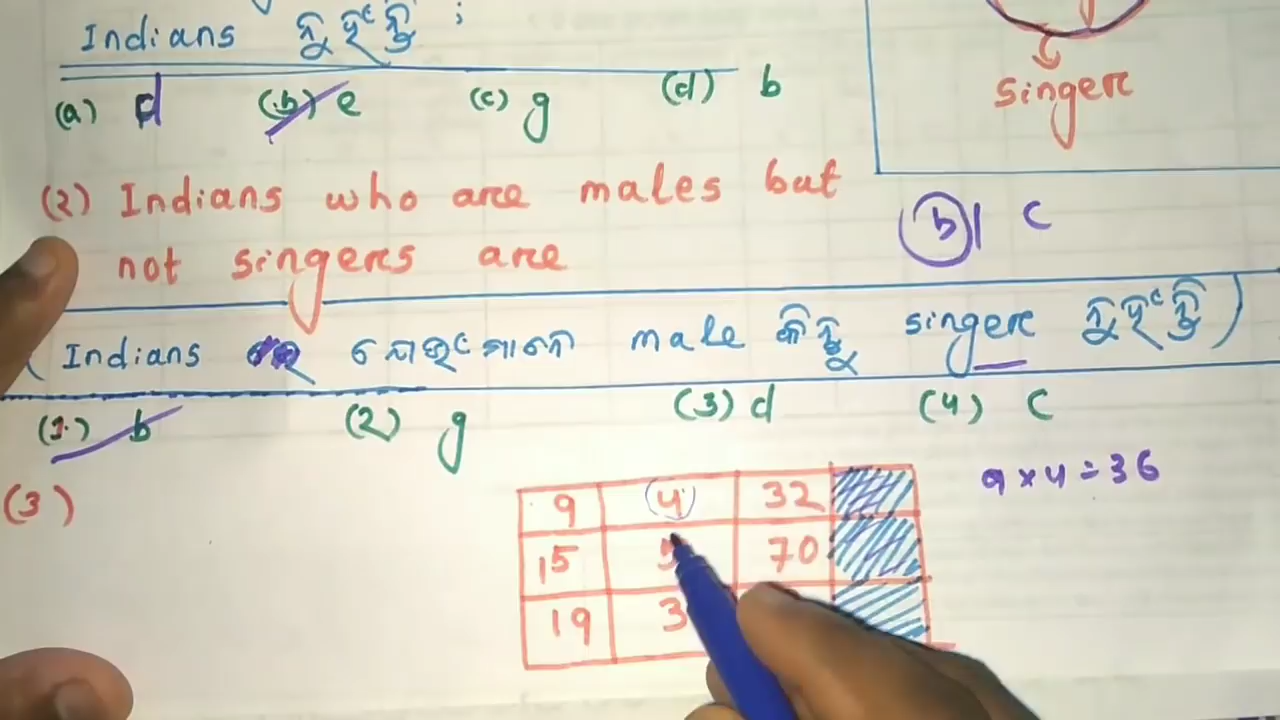 Indians ନୁହଁନ୍ତି ;
(a) d (b) e (c) g (d) b
singer
(2) Indians who are males but
not singers are
(b) c
(Indians ଯେଉଁମାନେ male କିନ୍ତୁ singer ନୁହଁନ୍ତି)
(1.) b (2) g (3) d (4) c
9 x 4 = 36
(3)
9 4 32
15 5 70
19 3